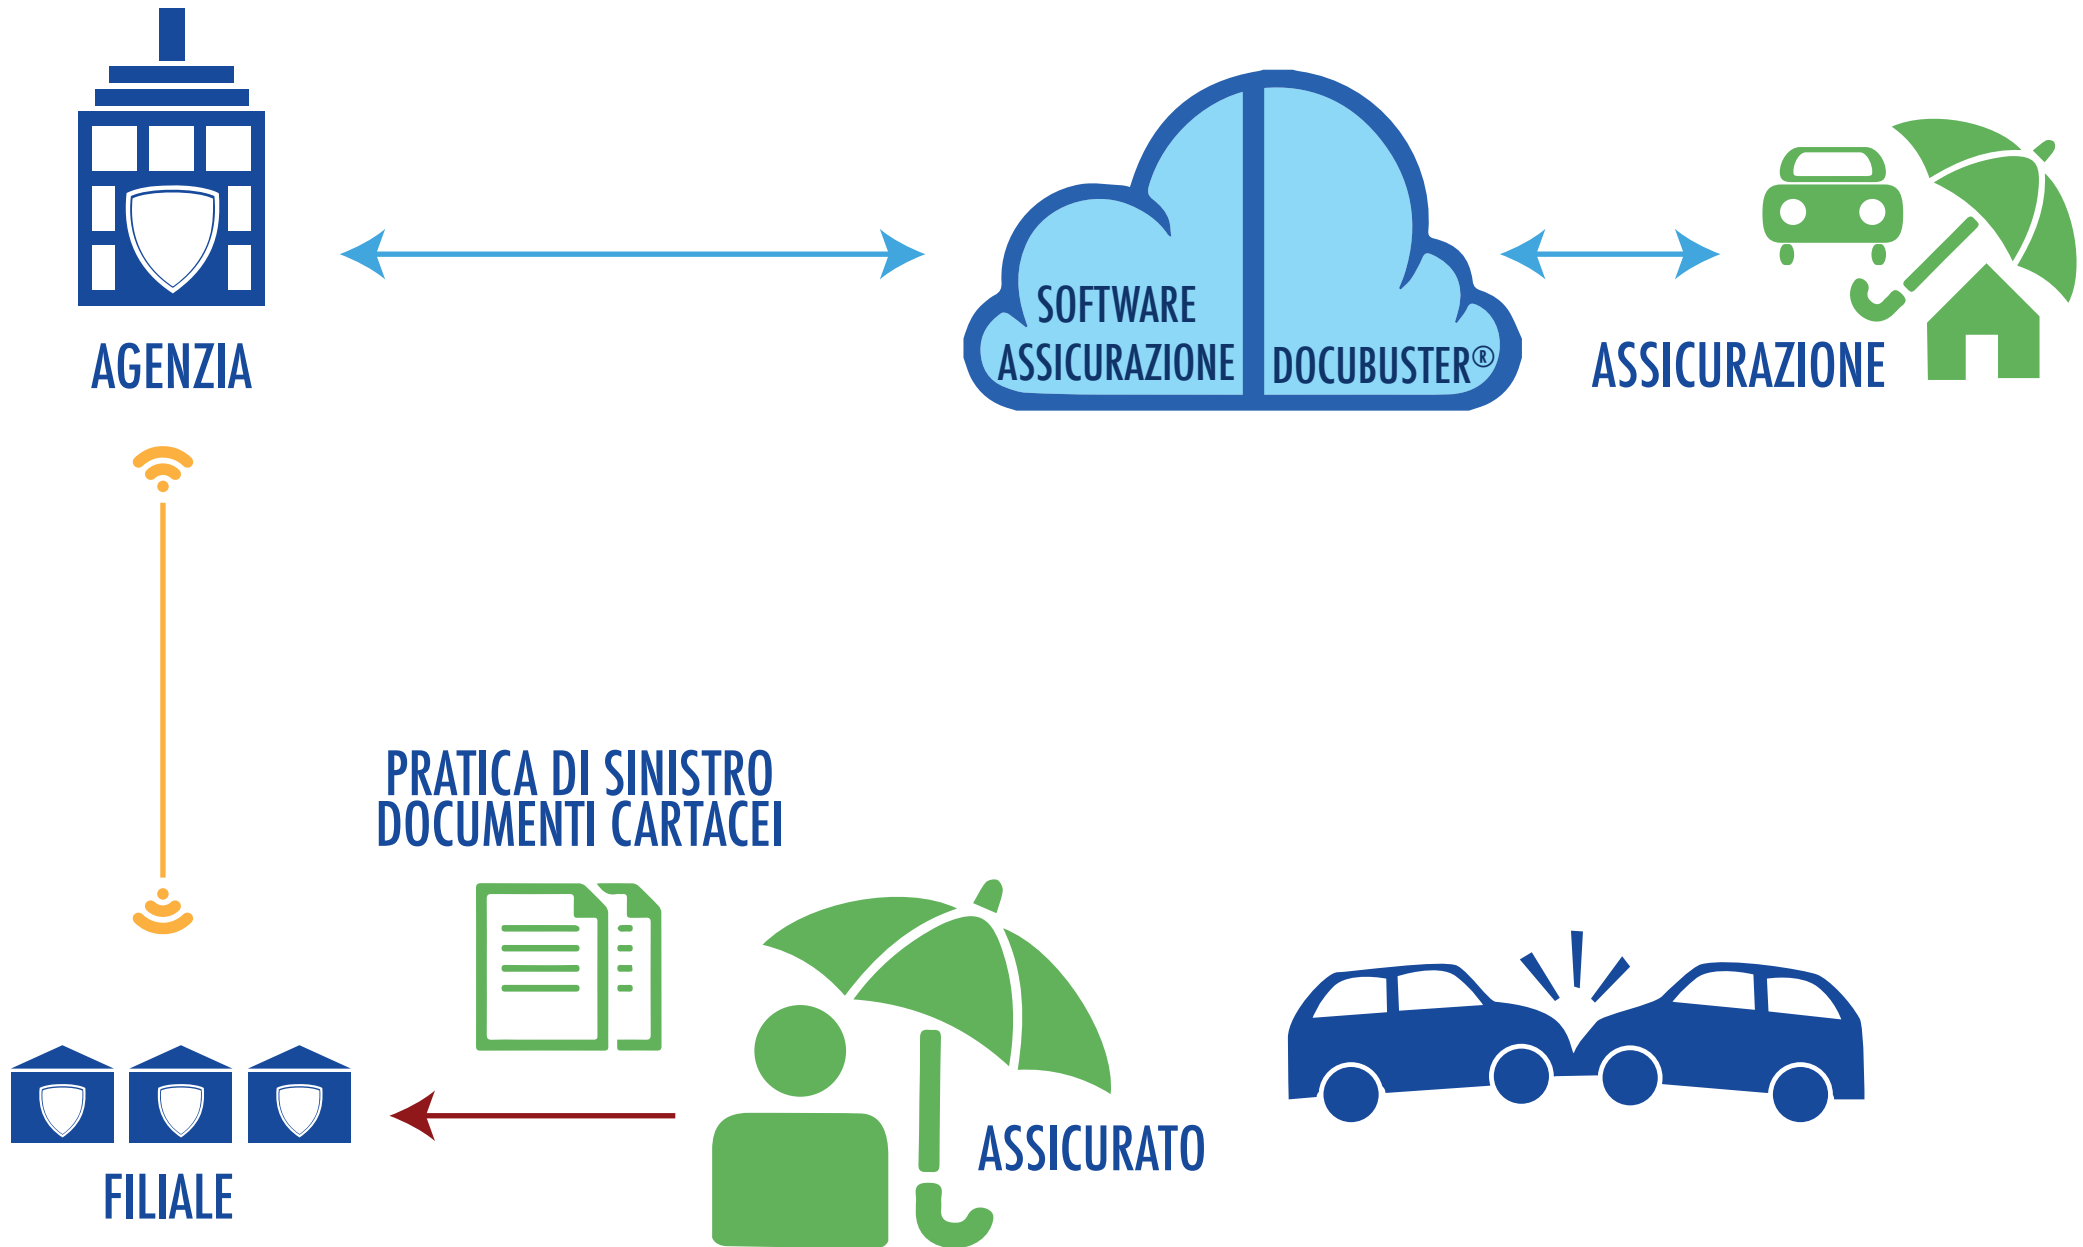 AGENZIA
SOFTWARE
ASSICURAZIONE
DOCUBUSTER®
ASSICURAZIONE
PRATICA DI SINISTRO
DOCUMENTI CARTACEI
ASSICURATO
FILIALE